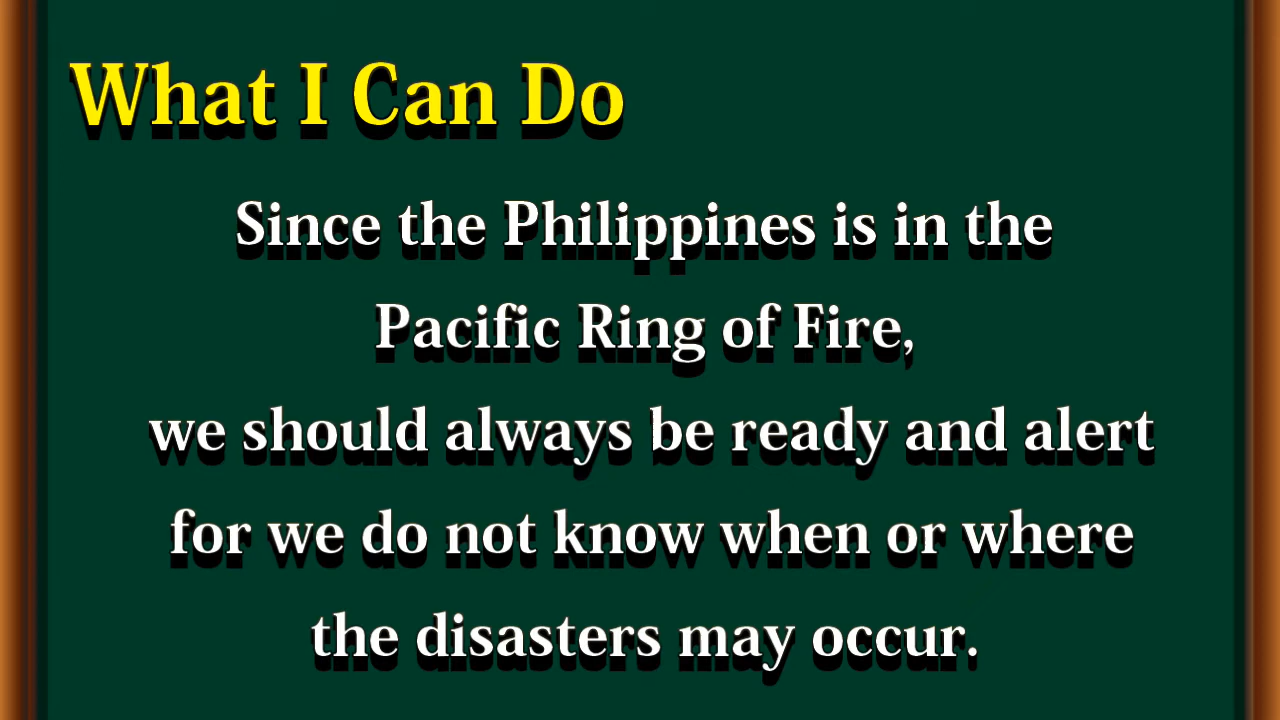 What I Can Do
Since the Philippines is in the
Pacific Ring of Fire,
we should always be ready and alert
for we do not know when or where
the disasters may occur.